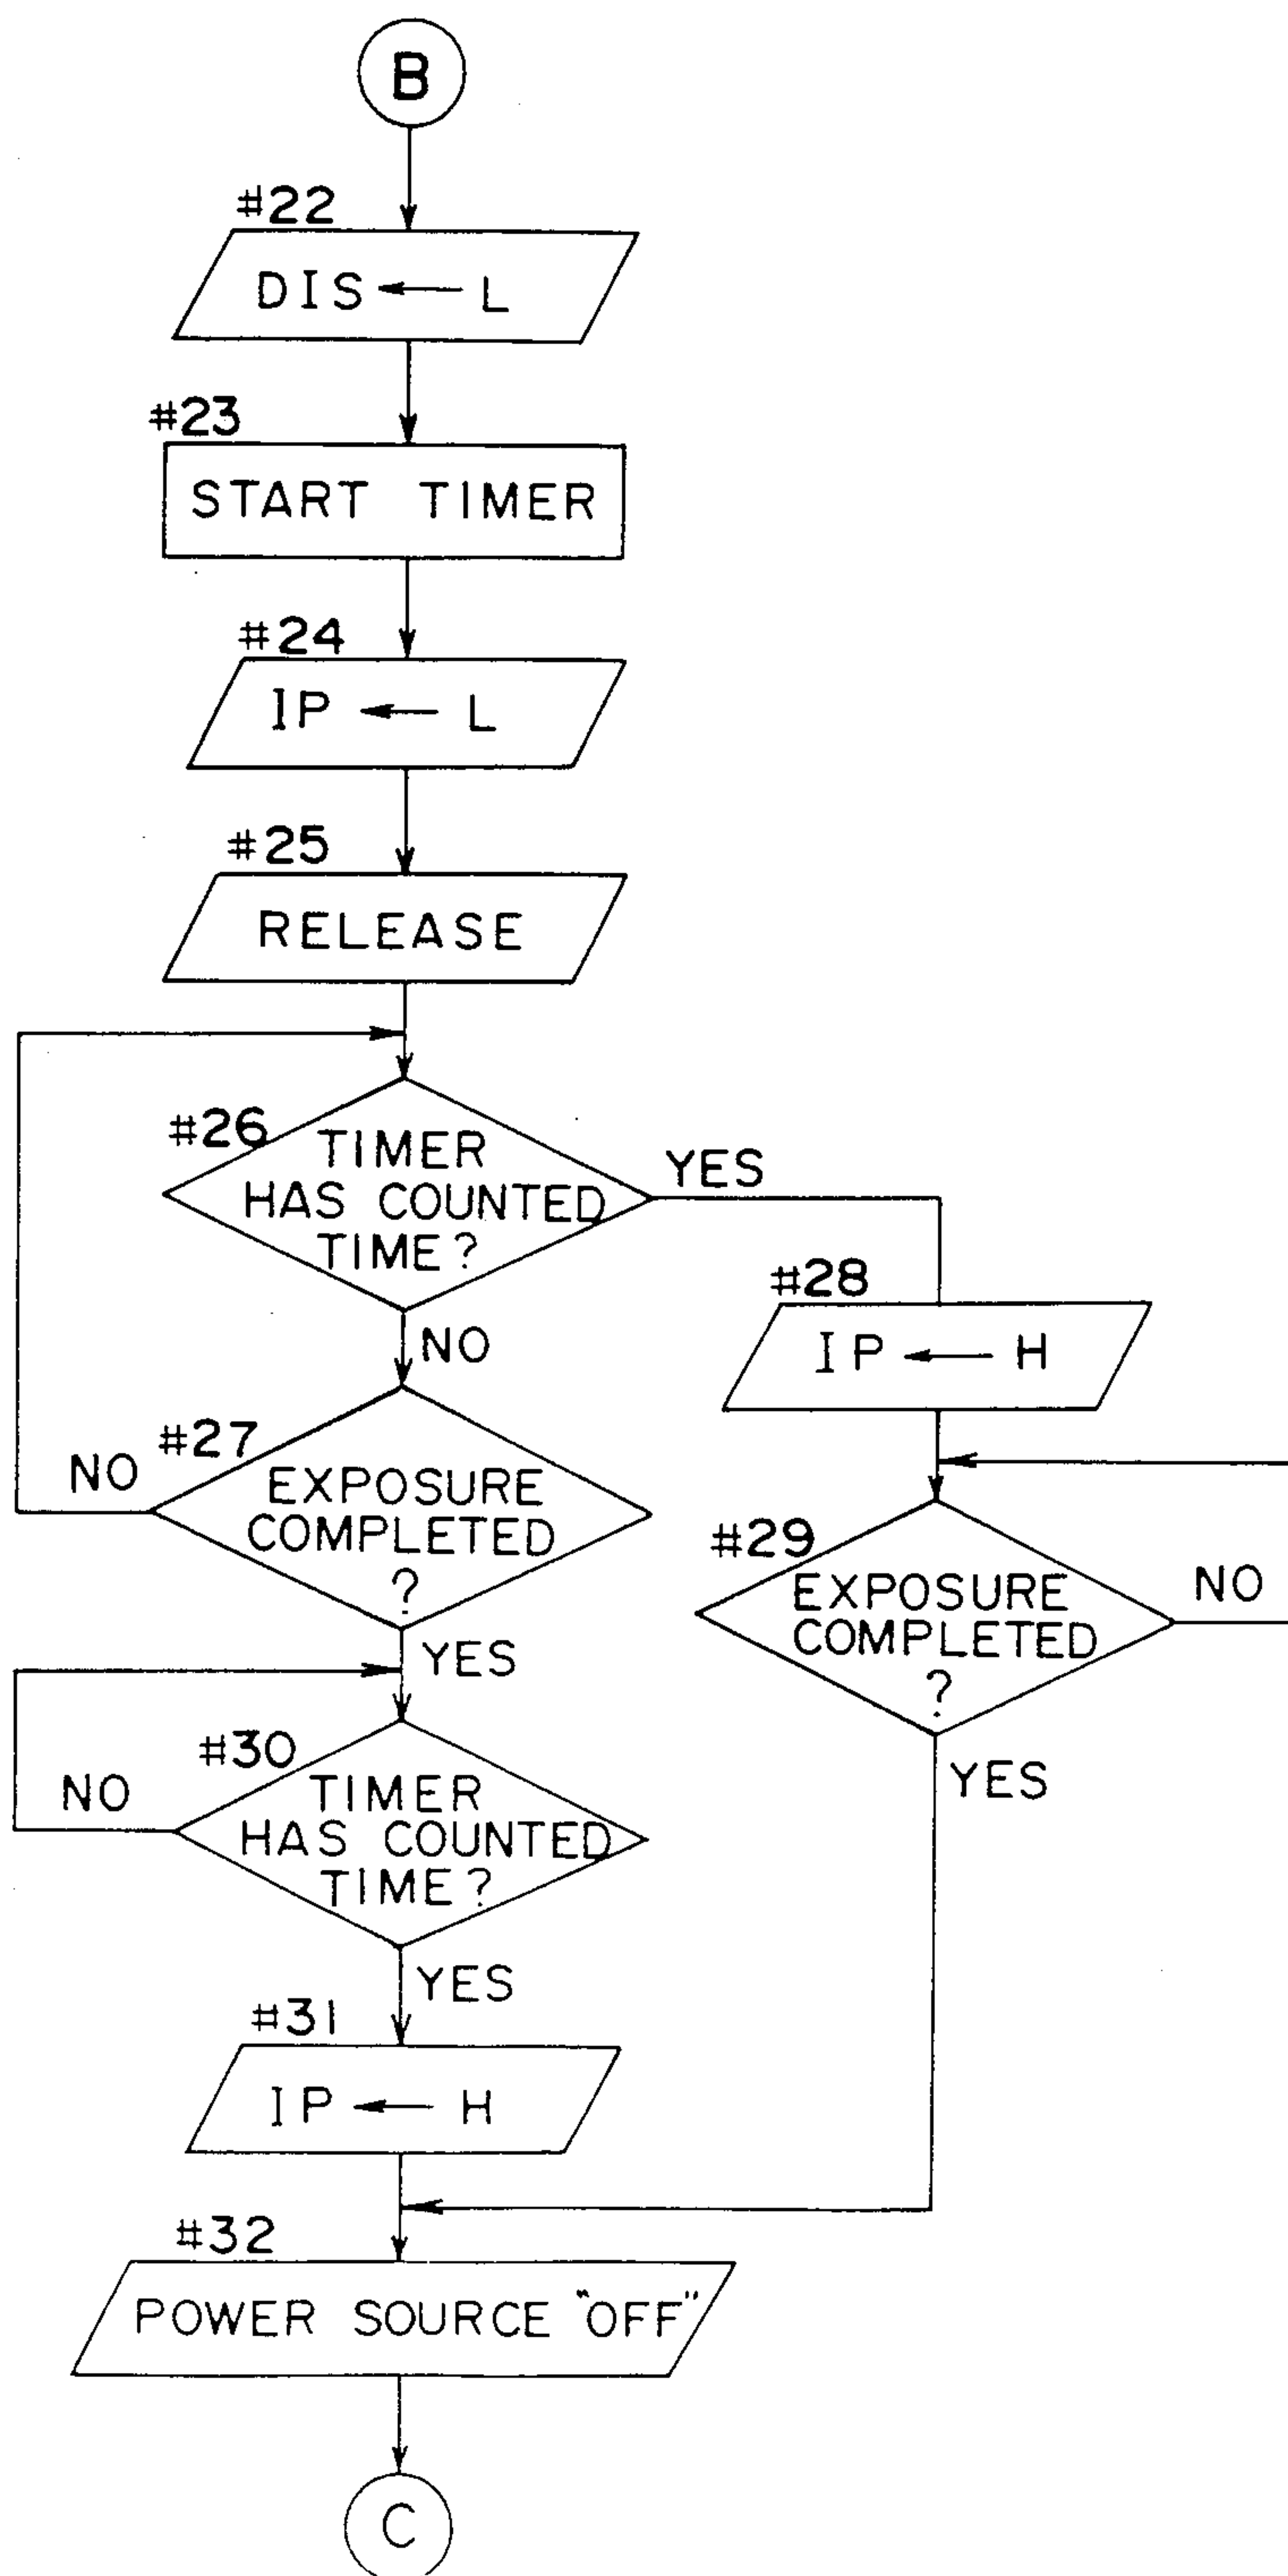 B
#22
DIS ← L
#23
START TIMER
#24
IP ← L
#25
RELEASE
#26
TIMER
HAS COUNTED
TIME?
YES
NO
#28
IP ← H
#27
NO
EXPOSURE
COMPLETED
?
YES
#29
EXPOSURE
COMPLETED
?
NO
YES
#30
NO
TIMER
HAS COUNTED
TIME?
YES
#31
IP ← H
#32
POWER SOURCE "OFF"
C